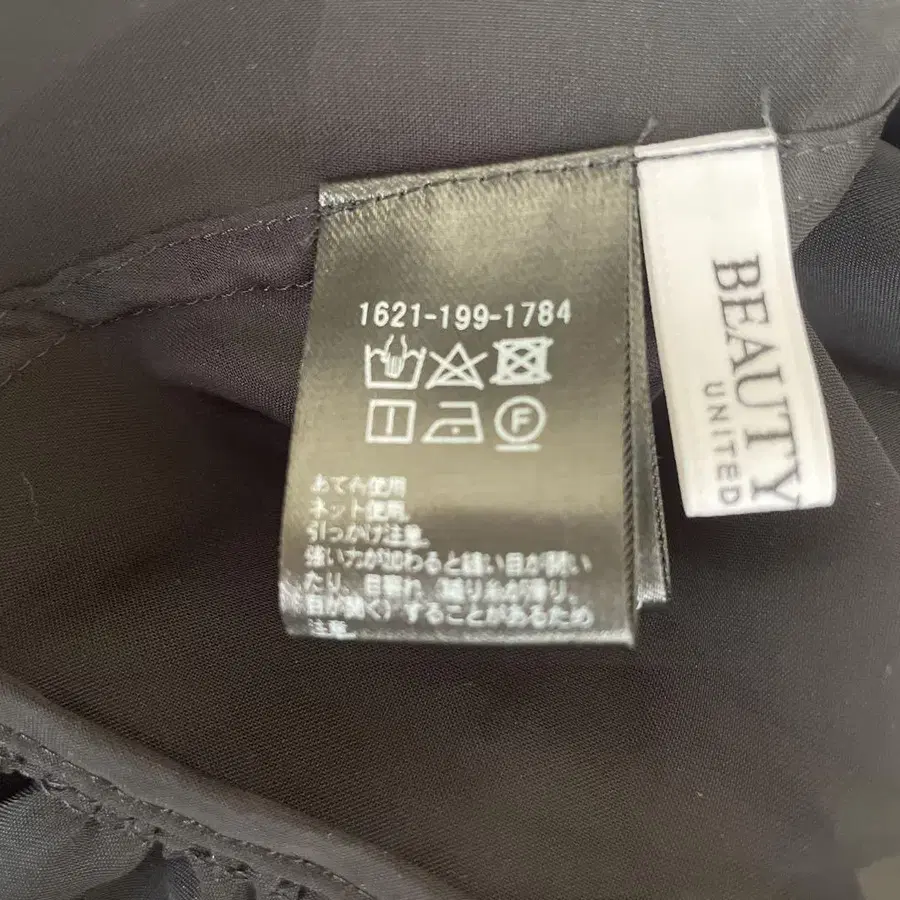 1621-199-1784
F
あて布使用
ネット使用
引っかけ注意
強い力が加わると縫い目が開い
たり、目寄れ（織り糸が滑り、
目が開く）することがあるため
注意
BEAUTY
UNITED